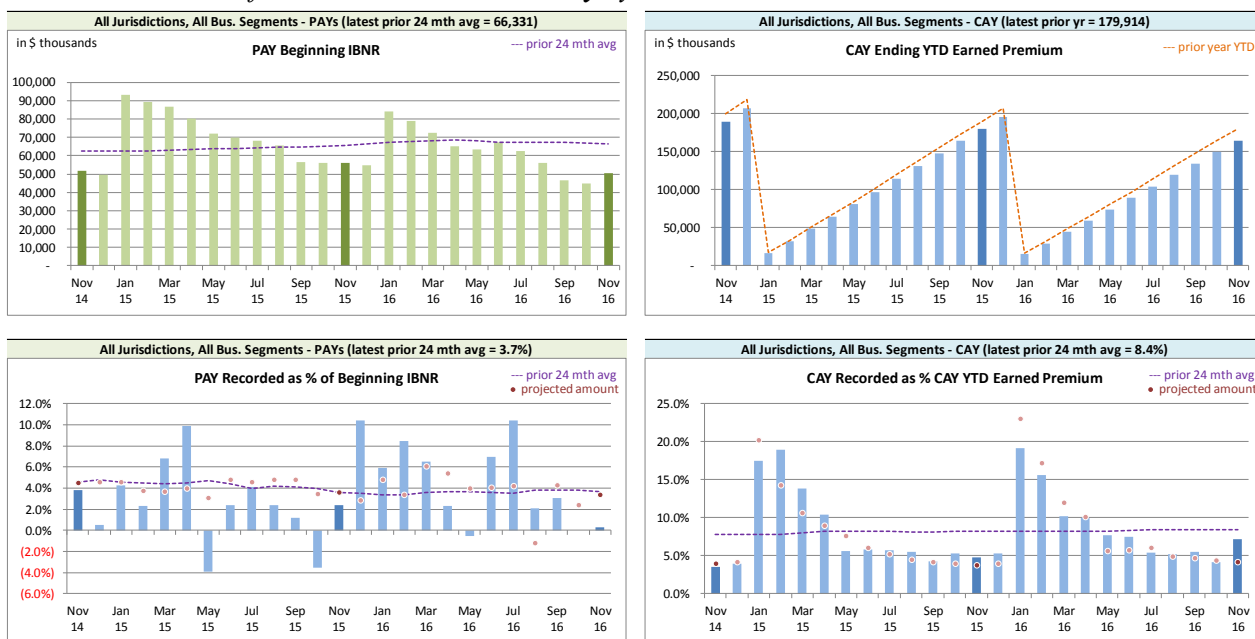 All Jurisdictions, All Bus. Segments - PAYs (latest prior 24 mth avg = 66,331)
in $ thousands
PAY Beginning IBNR
--- prior 24 mth avg
100,000
90,000
80,000
70,000
60,000
50,000
40,000
30,000
20,000
10,000
-
Nov Jan Mar May Jul Sep Nov Jan Mar May Jul Sep Nov
14 15 15 15 15 15 15 16 16 16 16 16 16
All Jurisdictions, All Bus. Segments - CAY (latest prior yr = 179,914)
in $ thousands
CAY Ending YTD Earned Premium
--- prior year YTD
250,000
200,000
150,000
100,000
50,000
-
Nov Jan Mar May Jul Sep Nov Jan Mar May Jul Sep Nov
14 15 15 15 15 15 15 16 16 16 16 16 16
All Jurisdictions, All Bus. Segments - PAYs (latest prior 24 mth avg = 3.7%)
PAY Recorded as % of Beginning IBNR
--- prior 24 mth avg
projected amount
12.0%
10.0%
8.0%
6.0%
4.0%
2.0%
0.0%
(2.0%)
(4.0%)
(6.0%)
Nov Jan Mar May Jul Sep Nov Jan Mar May Jul Sep Nov
14 15 15 15 15 15 15 16 16 16 16 16 16
All Jurisdictions, All Bus. Segments - CAY (latest prior 24 mth avg = 8.4%)
CAY Recorded as % CAY YTD Earned Premium
--- prior 24 mth avg
projected amount
25.0%
20.0%
15.0%
10.0%
5.0%
0.0%
Nov Jan Mar May Jul Sep Nov Jan Mar May Jul Sep Nov
14 15 15 15 15 15 15 16 16 16 16 16 16